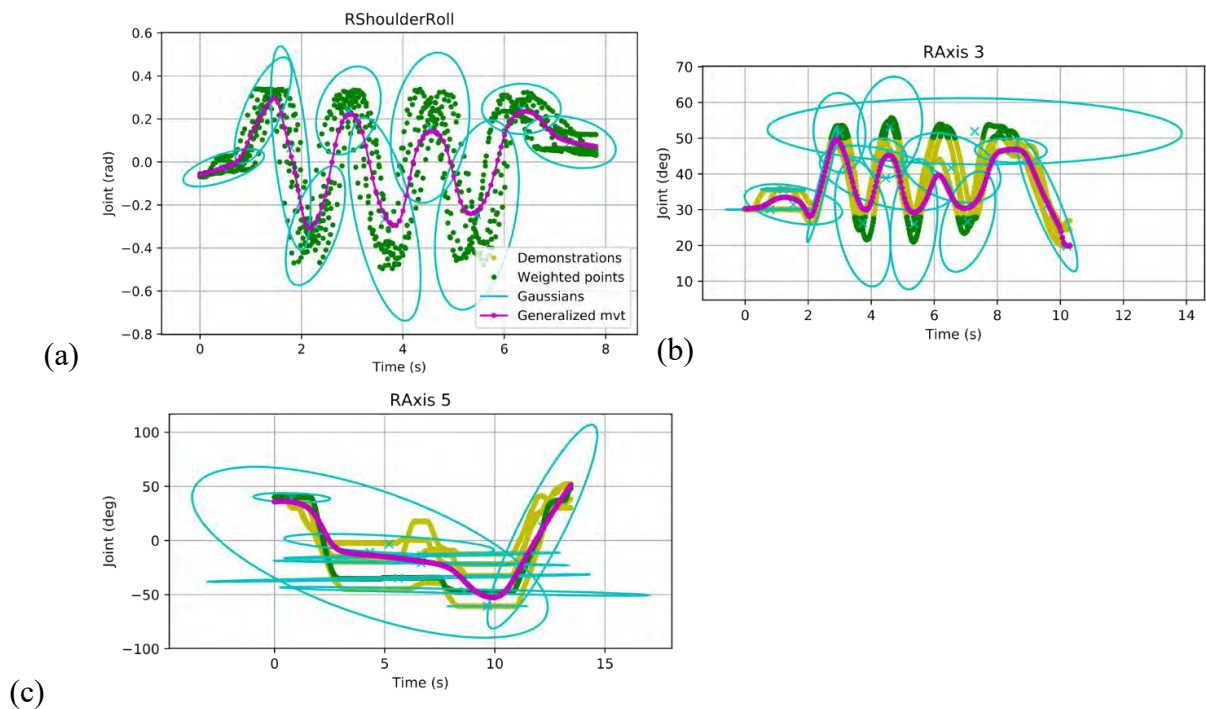 RShoulderRoll
0.6
0.4
0.2
0.0
−0.2
−0.4
−0.6
−0.8
Joint (rad)
0 2 4 6 8
Time (s)
Demonstrations
Weighted points
Gaussians
Generalized mvt
(a)
RAxis 3
70
60
50
40
30
20
10
Joint (deg)
0 2 4 6 8 10 12 14
Time (s)
(b)
RAxis 5
100
50
0
−50
−100
Joint (deg)
0 5 10 15
Time (s)
(c)